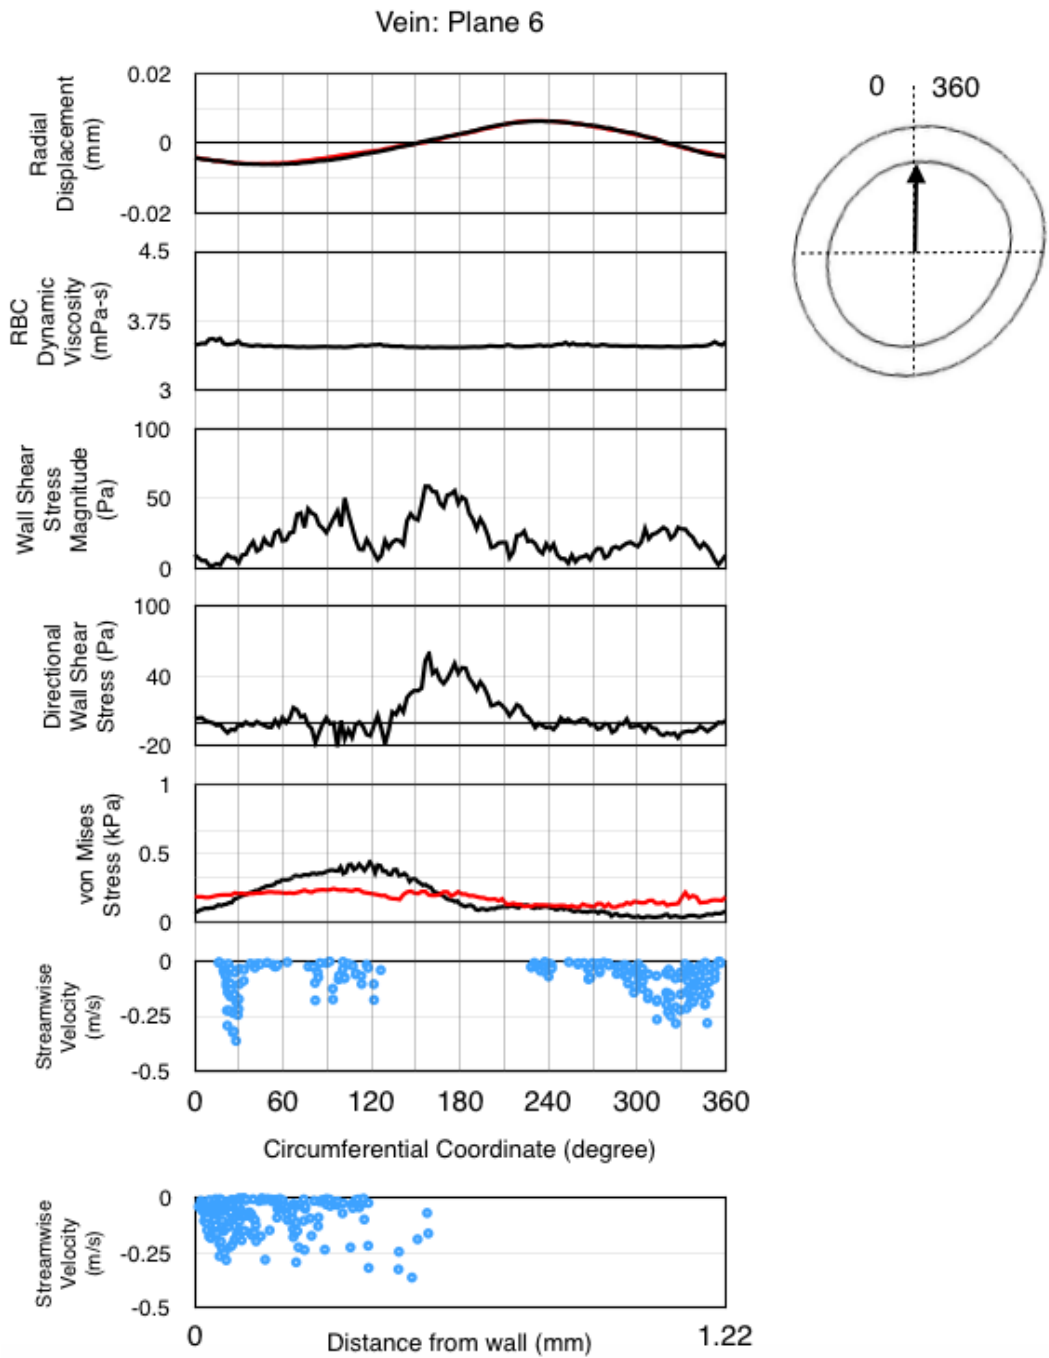 Vein: Plane 6
0 360
Radial
Displacement
(mm)
0.02
0
-0.02
RBC
Dynamic
Viscosity
(mPa-s)
4.5
3.75
3
Wall Shear
Stress
Magnitude
(Pa)
100
50
0
Directional
Wall Shear
Stress (Pa)
100
40
-20
von Mises
Stress (kPa)
1
0.5
0
Streamwise
Velocity
(m/s)
0
-0.25
-0.5
0 60 120 180 240 300 360
Circumferential Coordinate (degree)
Streamwise
Velocity
(m/s)
0
-0.25
-0.5
0 Distance from wall (mm) 1.22